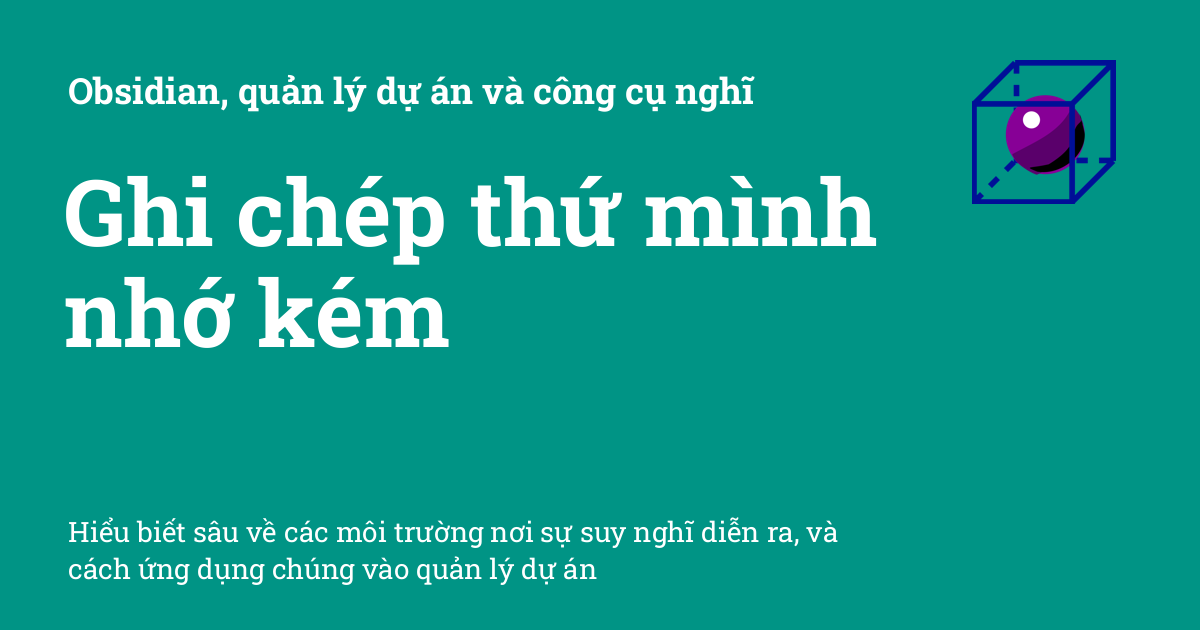 Obsidian, quản lý dự án và công cụ nghĩ
Ghi chép thứ mình
nhớ kém
Hiểu biết sâu về các môi trường nơi sự suy nghĩ diễn ra, và
cách ứng dụng chúng vào quản lý dự án